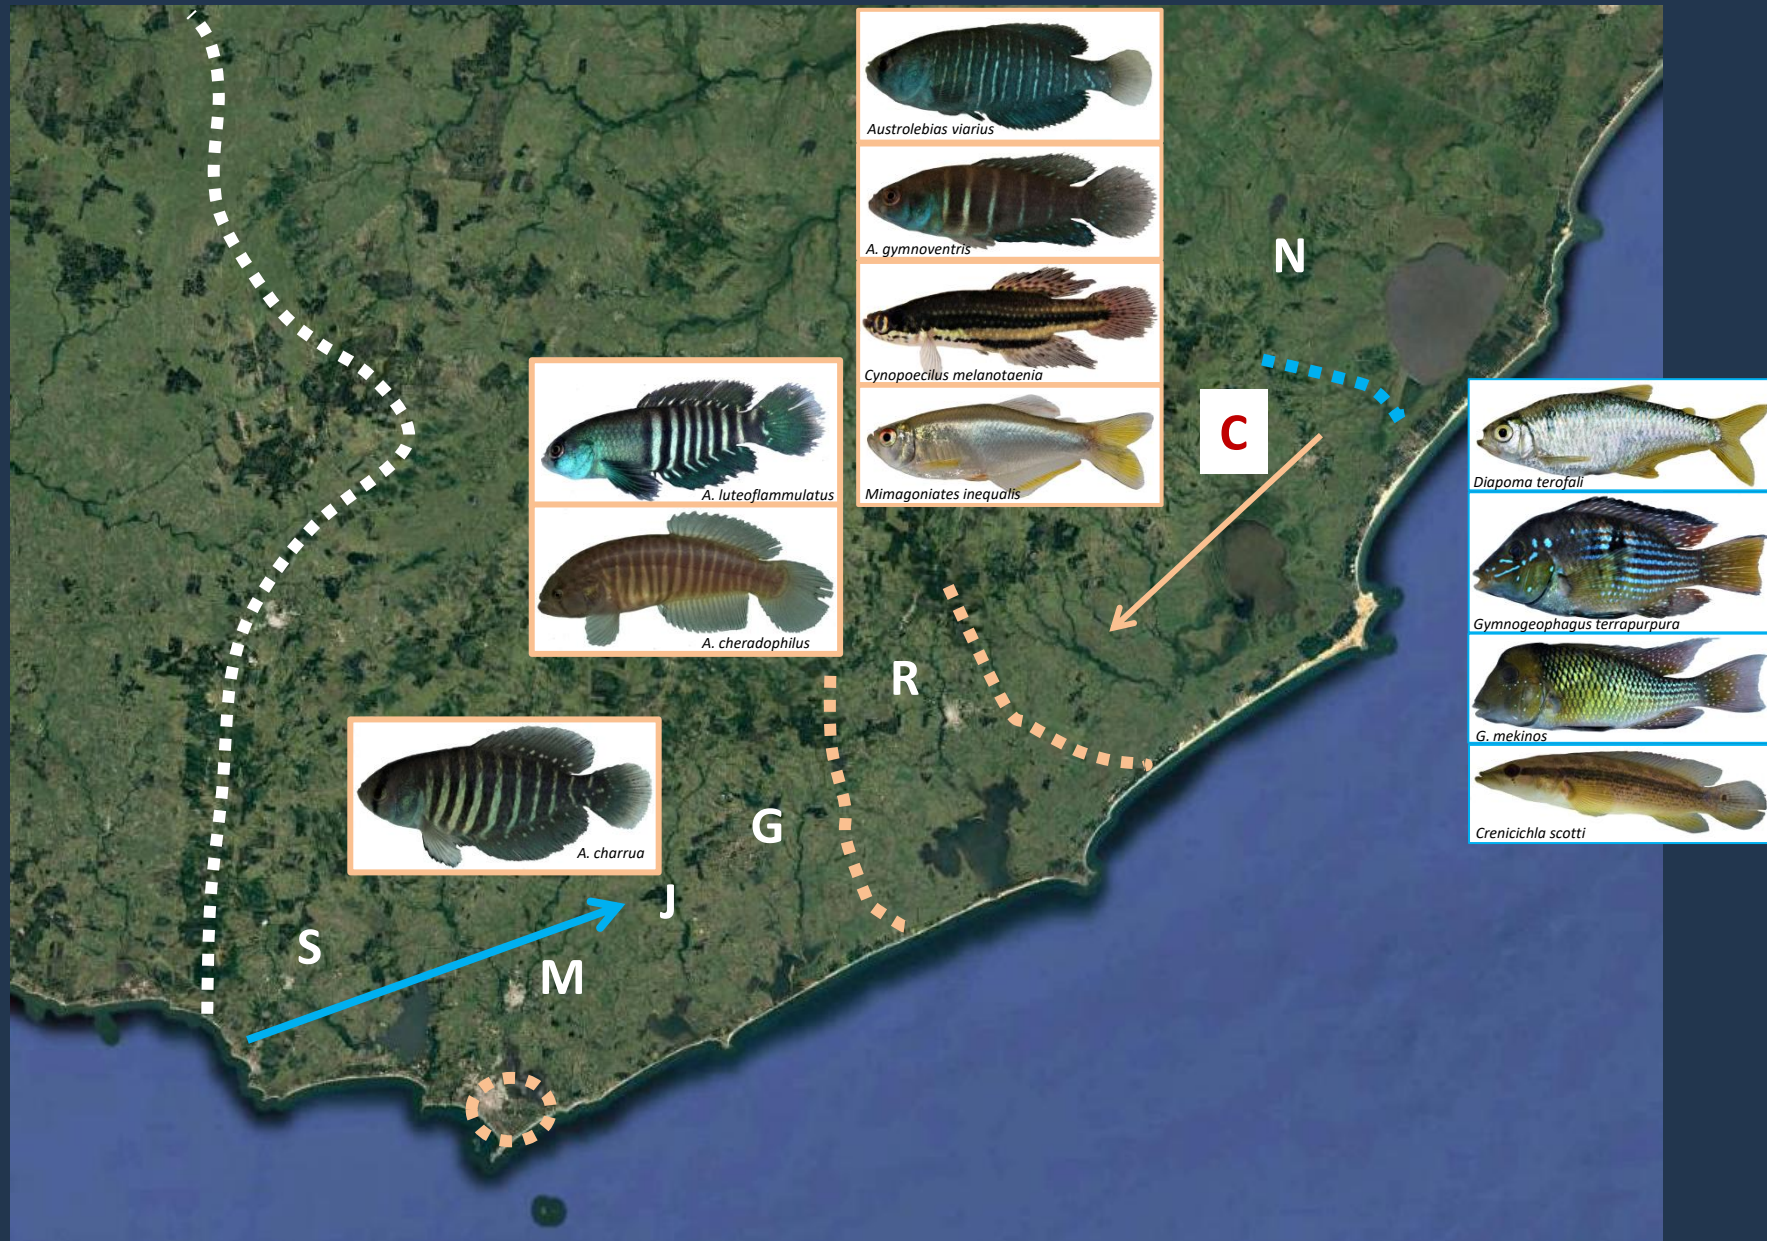 Austrolebias viarius
A. gymnoventris
N
Cynopoecilus melanotaenia
A. luteoflammulatus
Mimagoniates inequalis
C
Diapoma terofali
A. cheradophilus
Gymnogeophagus terrapurpura
R
G. mekinos
G
Crenicichla scotti
A. charrua
J
S
M